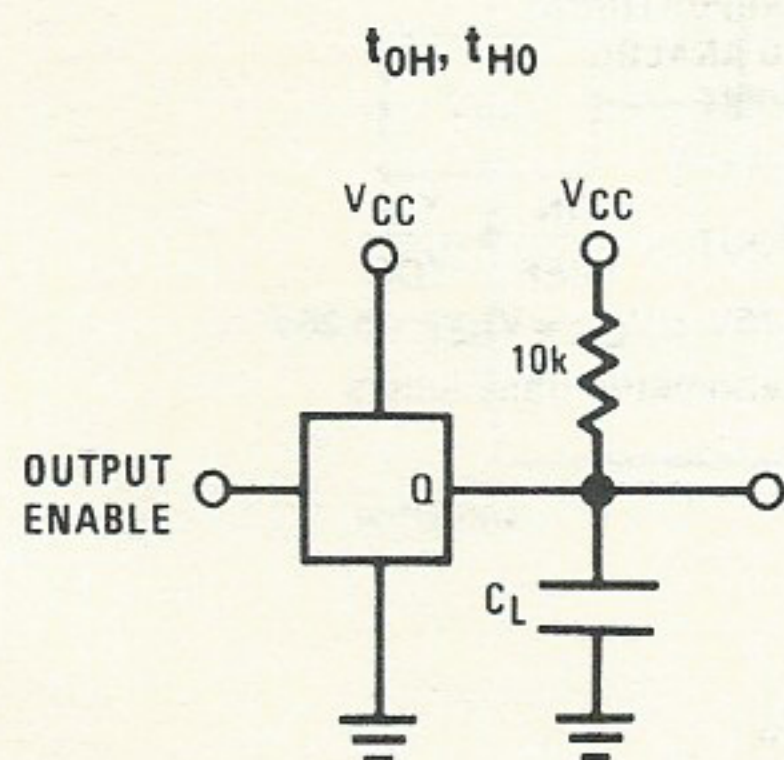 t0H, tH0
VCC
VCC
10k
OUTPUT
ENABLE
Q
CL